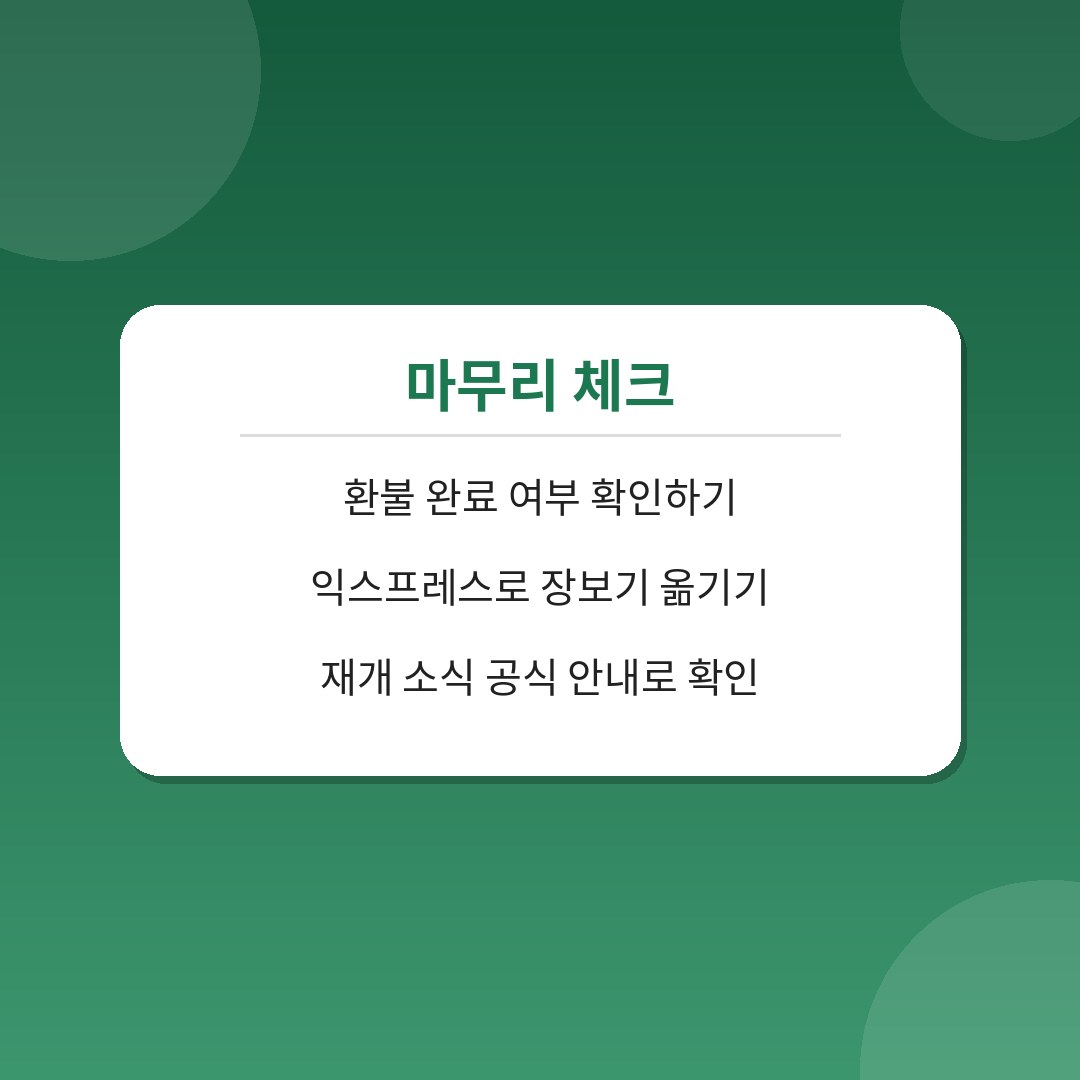 마무리 체크
환불 완료 여부 확인하기
익스프레스로 장보기 옮기기
재개 소식 공식 안내로 확인